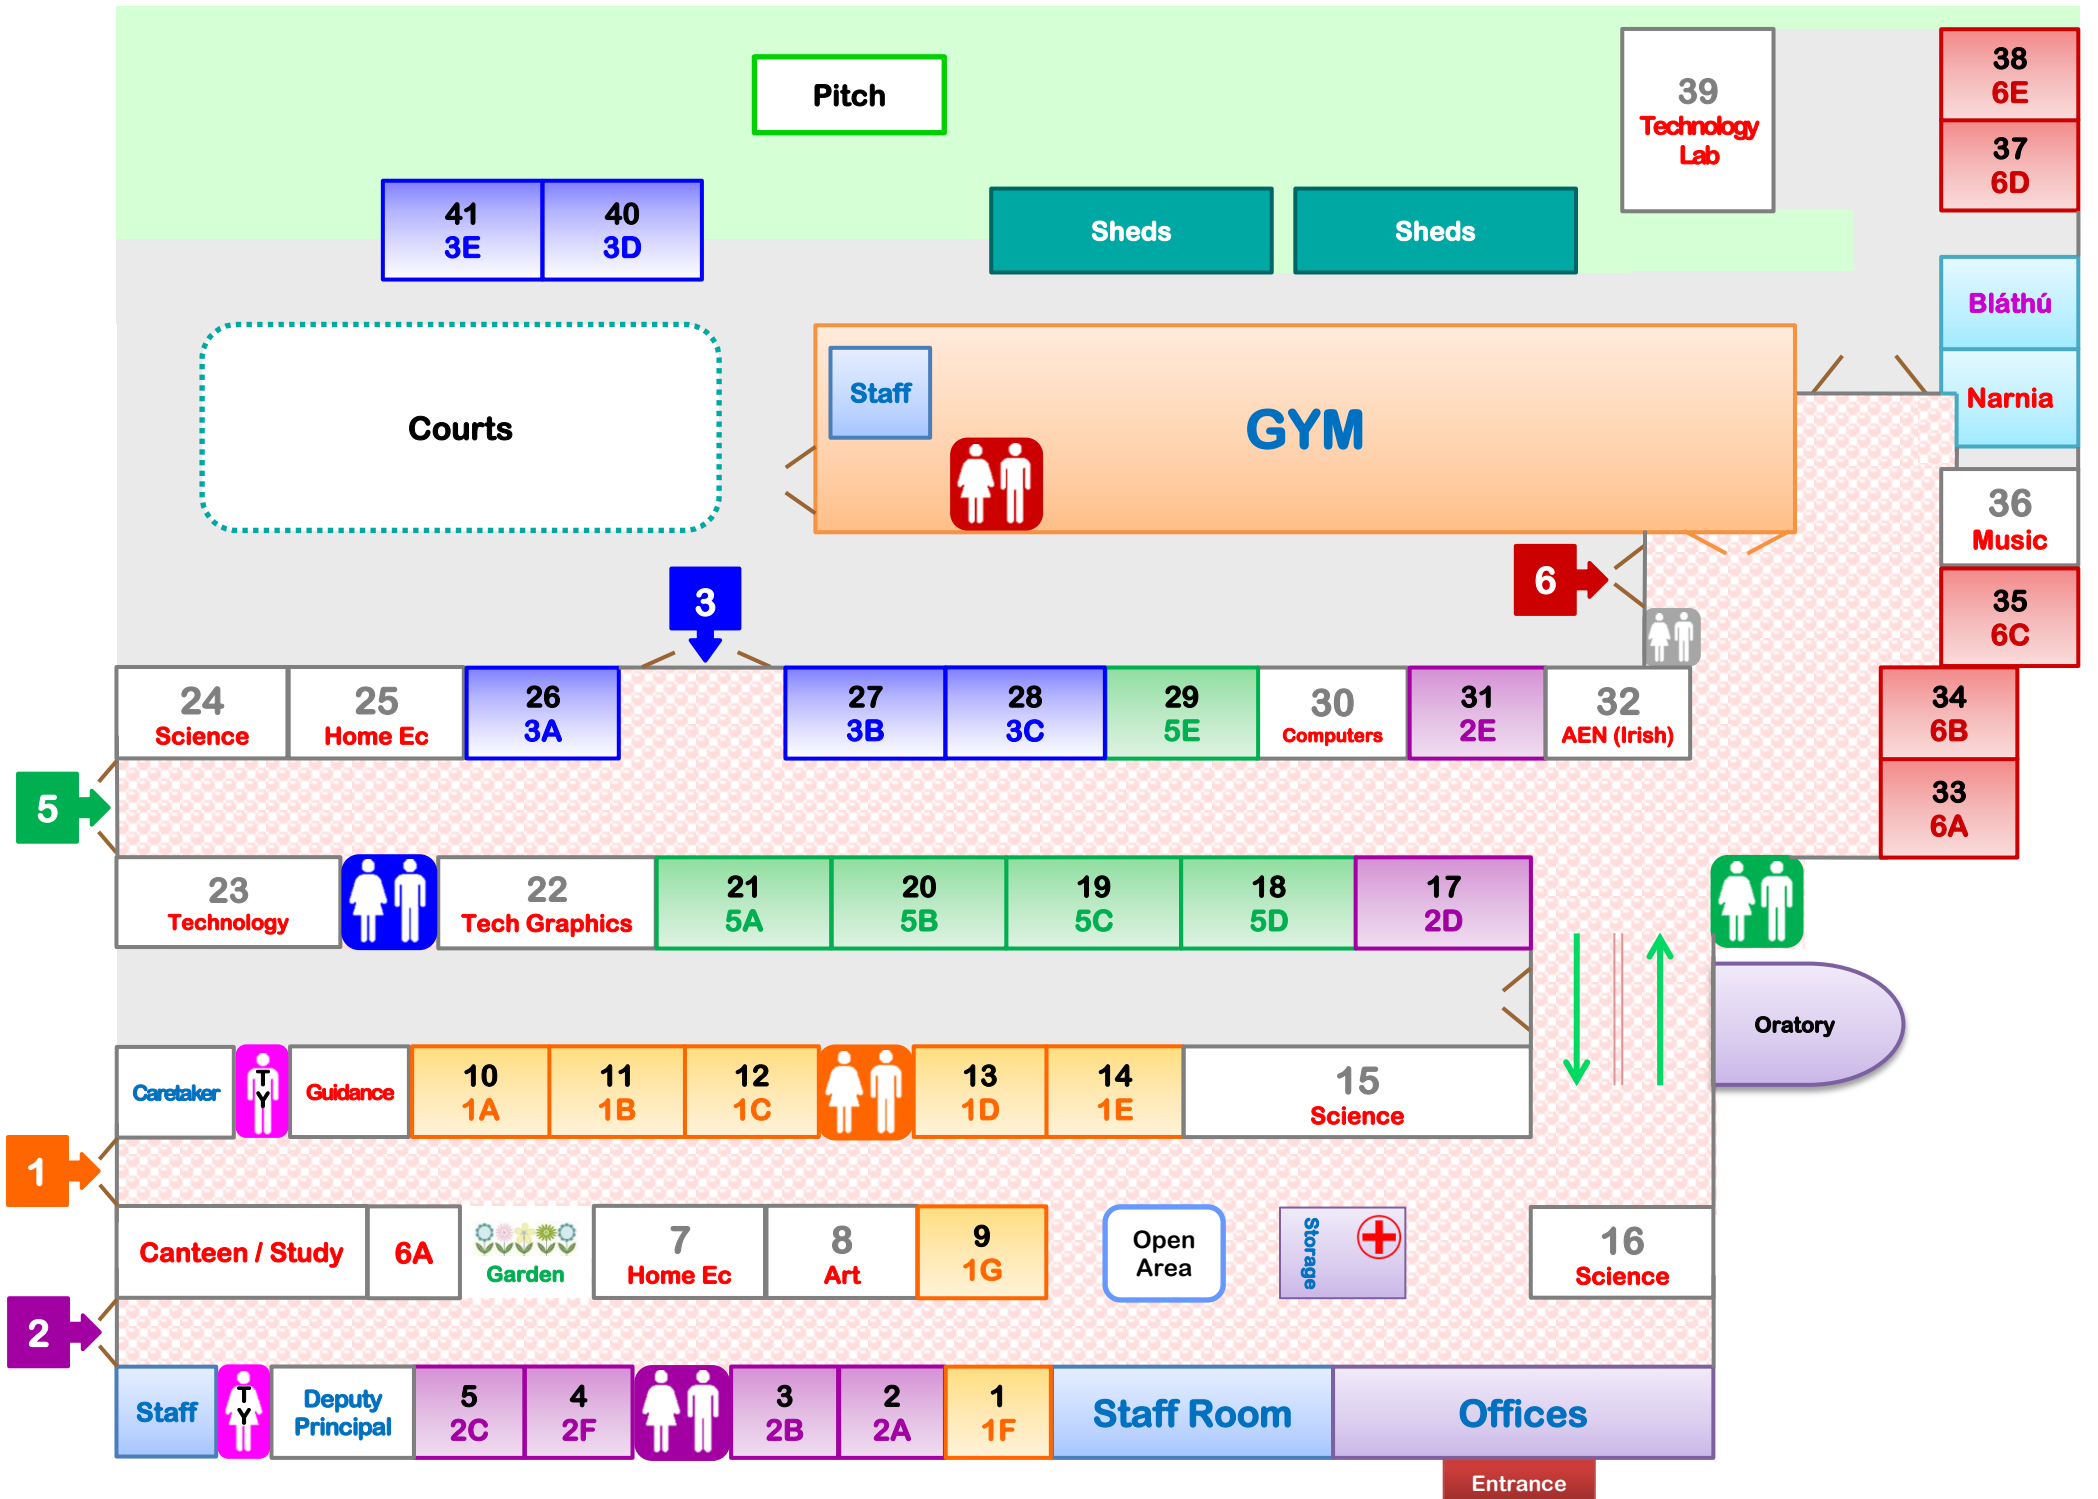 Pitch
39
Technology
Lab
38
6E
37
6D
41
3E
40
3D
Sheds
Sheds
Bláthú
Narnia
Staff
GYM
Courts
36
Music
6
3
35
6C
24
Science
25
Home Ec
26
3A
27
3B
28
3C
29
5E
30
Computers
31
2E
32
AEN (Irish)
34
6B
33
6A
5
23
Technology
22
Tech Graphics
21
5A
20
5B
19
5C
18
5D
17
2D
Oratory
Caretaker
TY
Guidance
10
1A
11
1B
12
1C
13
1D
14
1E
15
Science
1
Canteen / Study
6A
Garden
7
Home Ec
8
Art
9
1G
Open
Area
Storage
16
Science
2
Staff
TY
Deputy
Principal
5
2C
4
2F
3
2B
2
2A
1
1F
Staff Room
Offices
Entrance